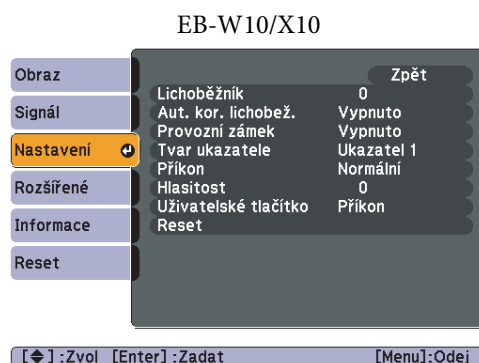 EB-W10/X10
Obraz
Signál
Nastavení
Rozšířené
Informace
Reset
Zpět
Lichoběžník 0
Aut. kor. lichobež. Vypnuto
Provozní zámek Vypnuto
Tvar ukazatele Ukazatel 1
Příkon Normální
Hlasitost 0
Uživatelské tlačítko Příkon
Reset
[◆] :Zvol [Enter] :Zadat [Menu]:Odej